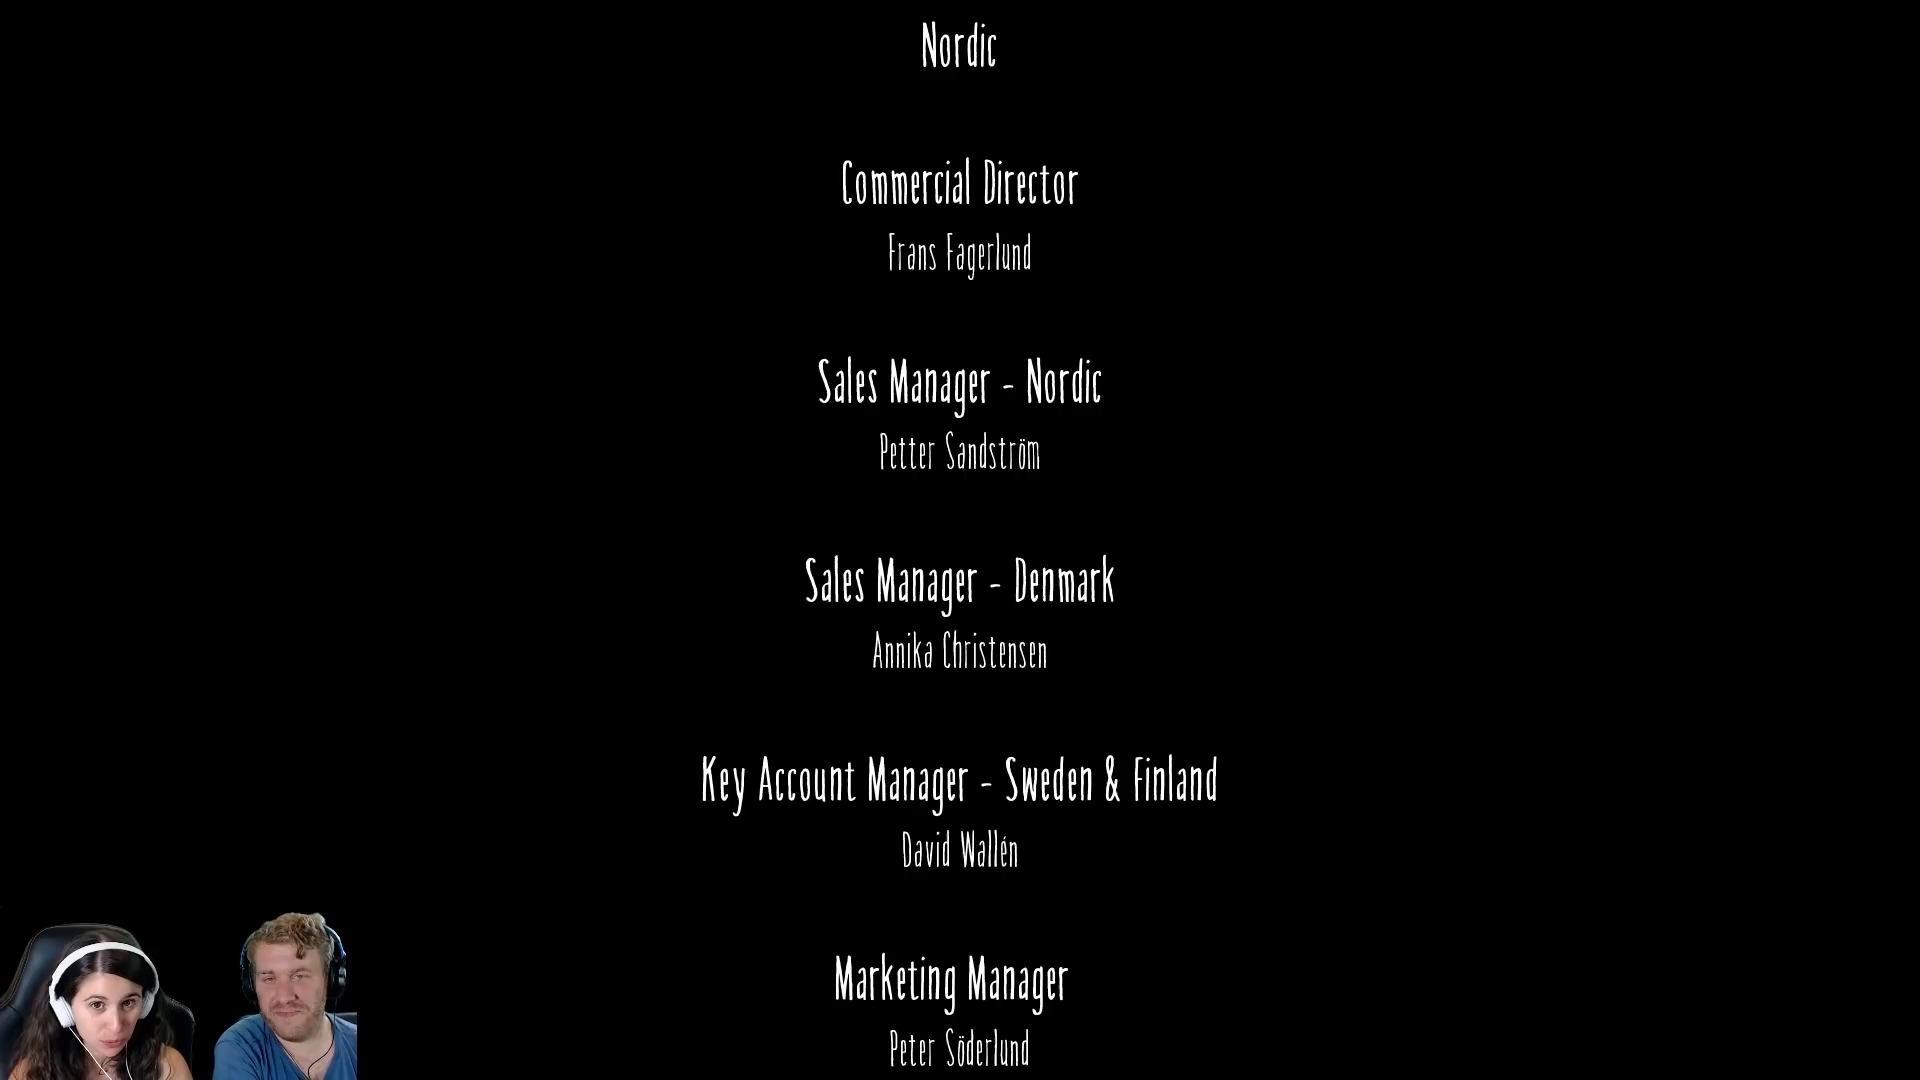 Nordic
Commercial Director
Frans Fagerlund
Sales Manager - Nordic
Petter Sandström
Sales Manager - Denmark
Annika Christensen
Key Account Manager - Sweden & Finland
David Wallén
Marketing Manager
Peter Söderlund